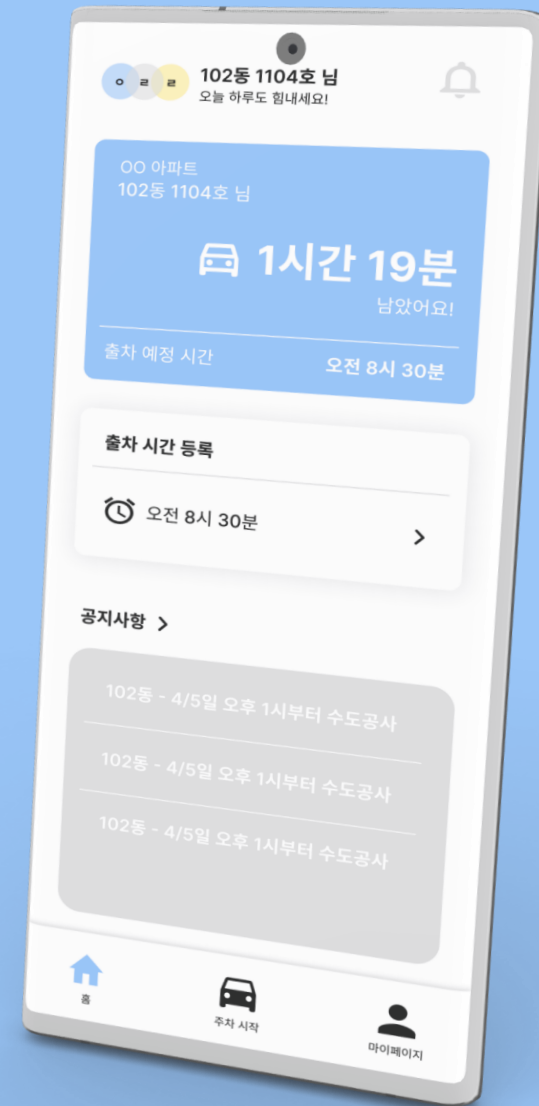 ㅇ ㄹ ㄹ
102동 1104호 님
오늘 하루도 힘내세요!
OO 아파트
102동 1104호 님
1시간 19분
남았어요!
출차 예정 시간 오전 8시 30분
출차 시간 등록
오전 8시 30분
공지사항
102동 - 4/5일 오후 1시부터 수도공사
102동 - 4/5일 오후 1시부터 수도공사
102동 - 4/5일 오후 1시부터 수도공사
홈 주차 시작 마이페이지